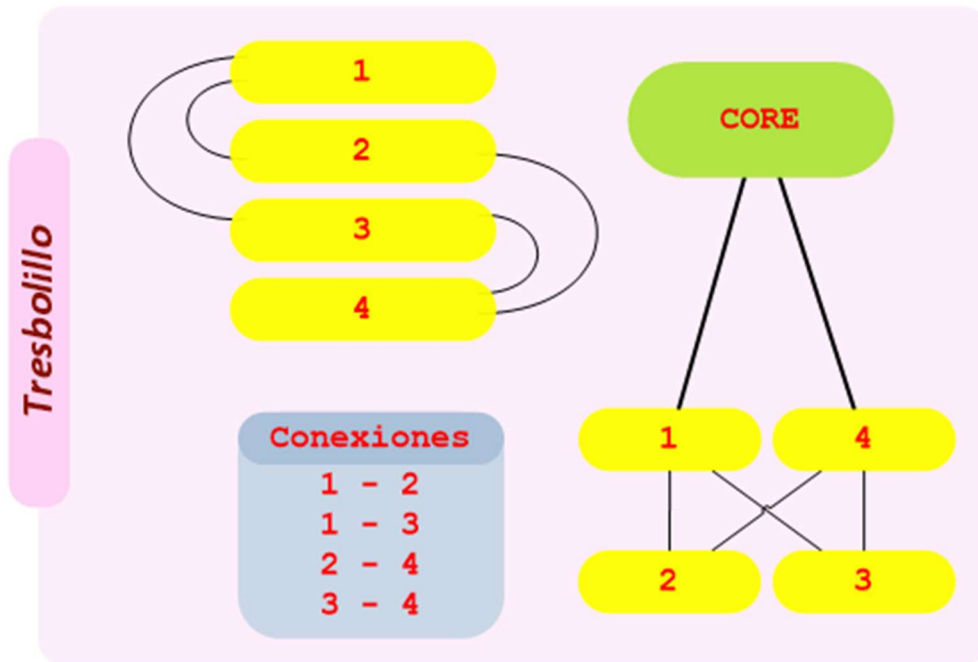 Tresbolillo
1
2
3
4
Conexiones
1 - 2
1 - 3
2 - 4
3 - 4
CORE
1 4
2 3